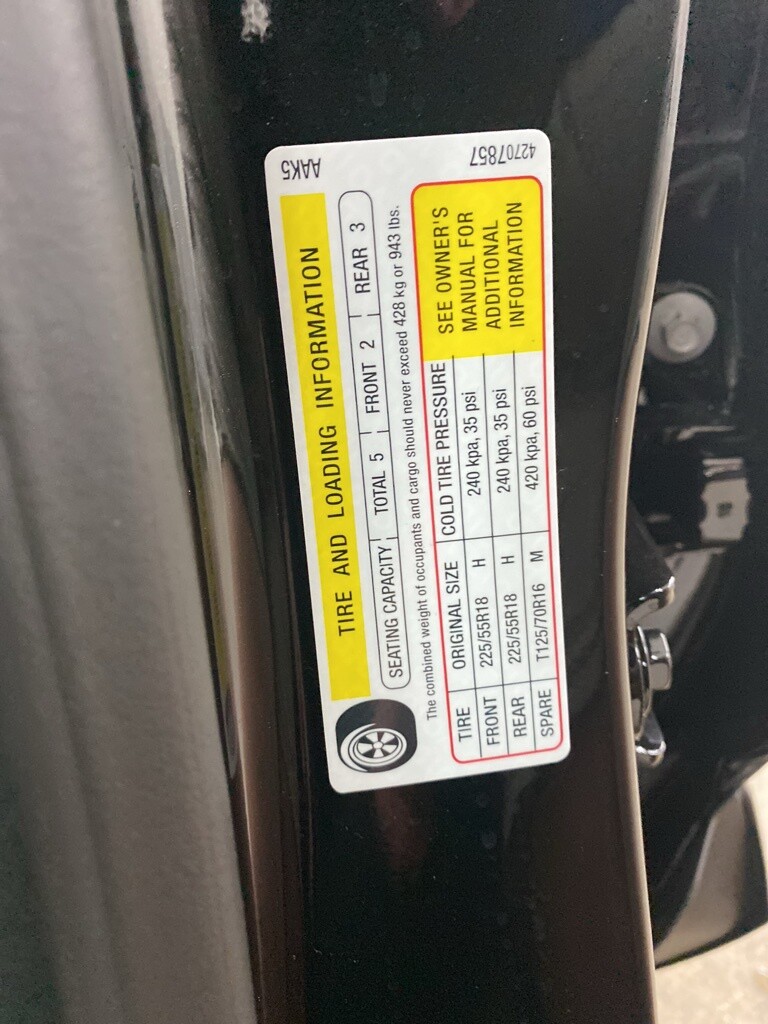 AAK5
42707857
TIRE AND LOADING INFORMATION
SEATING CAPACITY TOTAL 5 FRONT 2 REAR 3
The combined weight of occupants and cargo should never exceed 428 kg or 943 lbs.
TIRE ORIGINAL SIZE COLD TIRE PRESSURE
FRONT 225/55R18 H 240 kpa, 35 psi
REAR 225/55R18 H 240 kpa, 35 psi
SPARE T125/70R16 M 420 kpa, 60 psi
SEE OWNER'S
MANUAL FOR
ADDITIONAL
INFORMATION